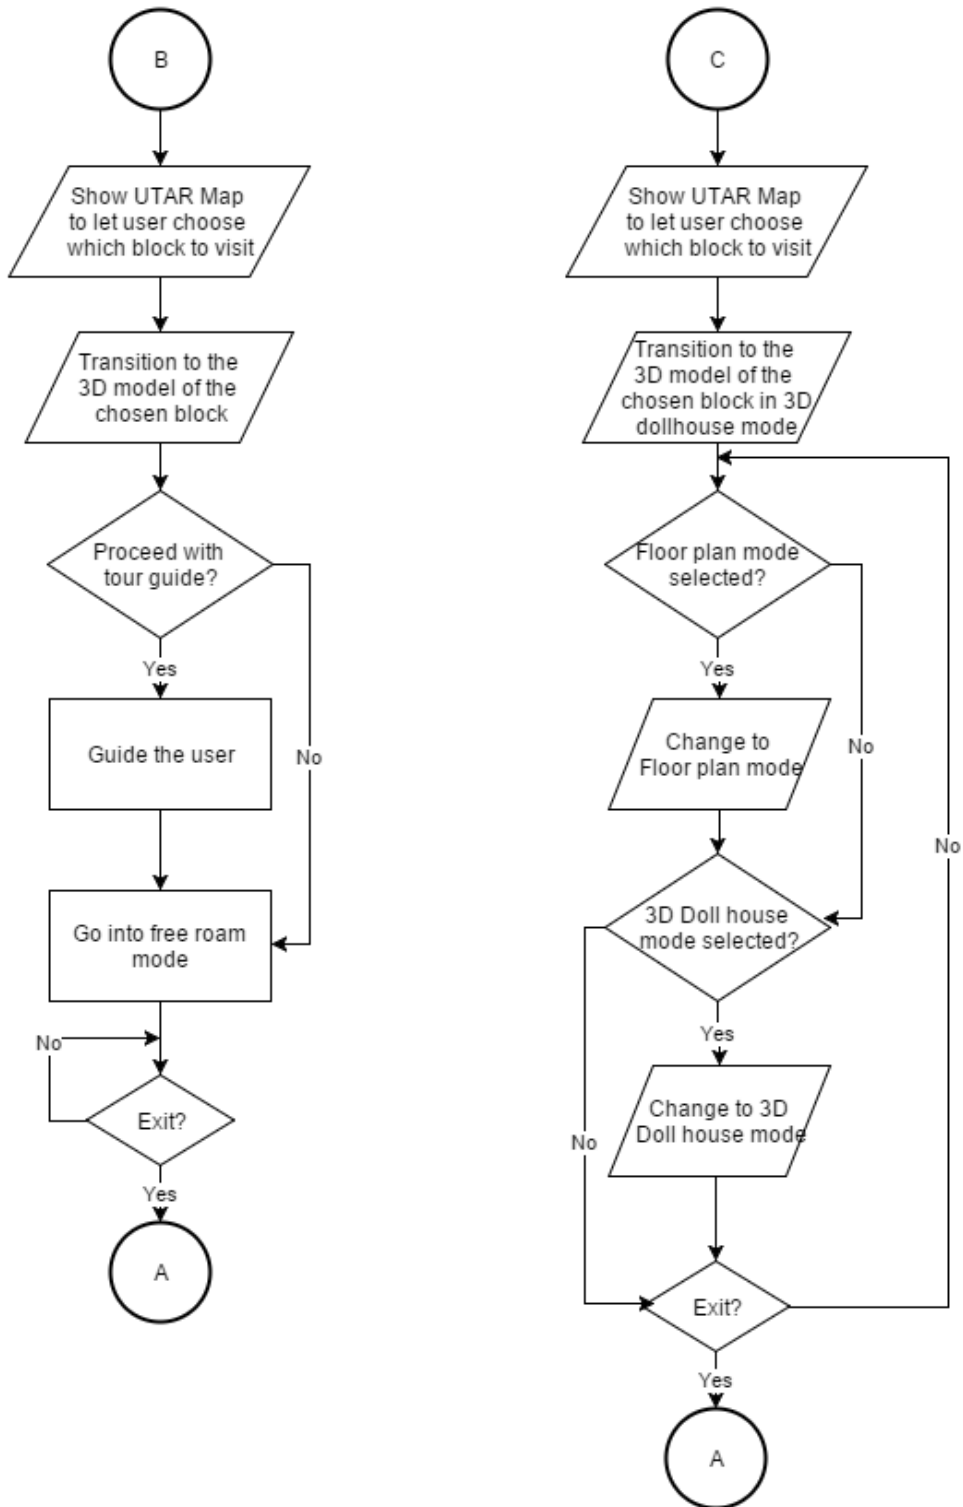 B
Show UTAR Map
to let user choose
which block to visit
Transition to the
3D model of the
chosen block
Proceed with
tour guide?
Yes
No
Guide the user
Go into free roam
mode
No
Exit?
Yes
A
C
Show UTAR Map
to let user choose
which block to visit
Transition to the
3D model of the
chosen block in 3D
dollhouse mode
Floor plan mode
selected?
Yes
No
Change to
Floor plan mode
No
3D Doll house
mode selected?
Yes
Change to 3D
Doll house mode
No
Exit?
Yes
A